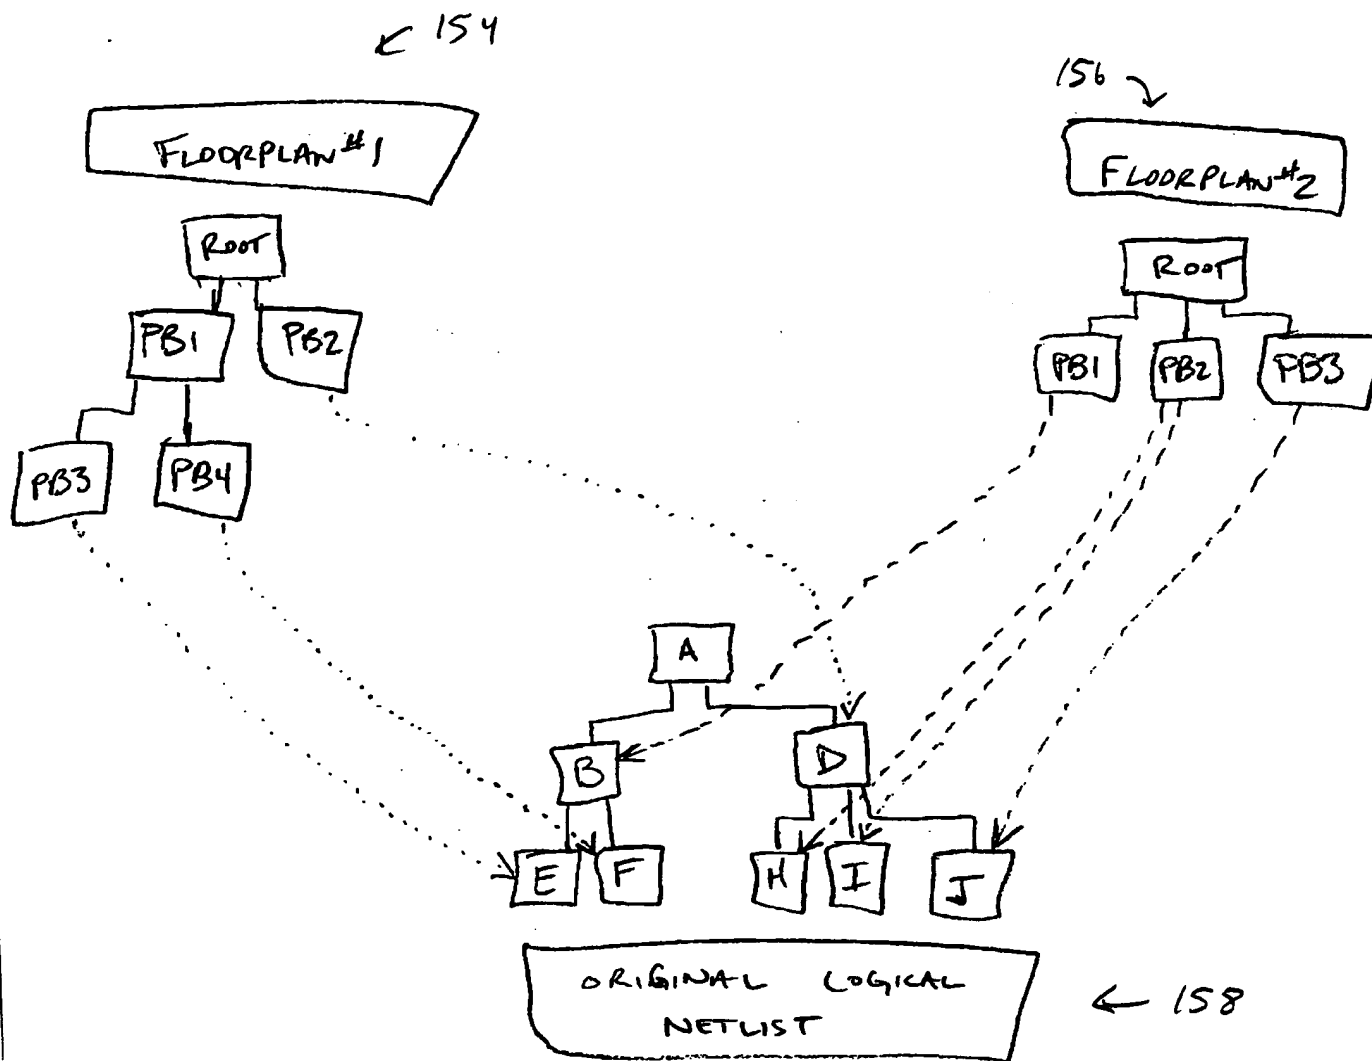 154
156
FLOORPLAN #1
FLOORPLAN #2
ROOT
ROOT
PB1
PB2
PB1
PB2
PB3
PB3
PB4
A
B
D
E
F
H
I
J
ORIGINAL LOGICAL
NETLIST
158